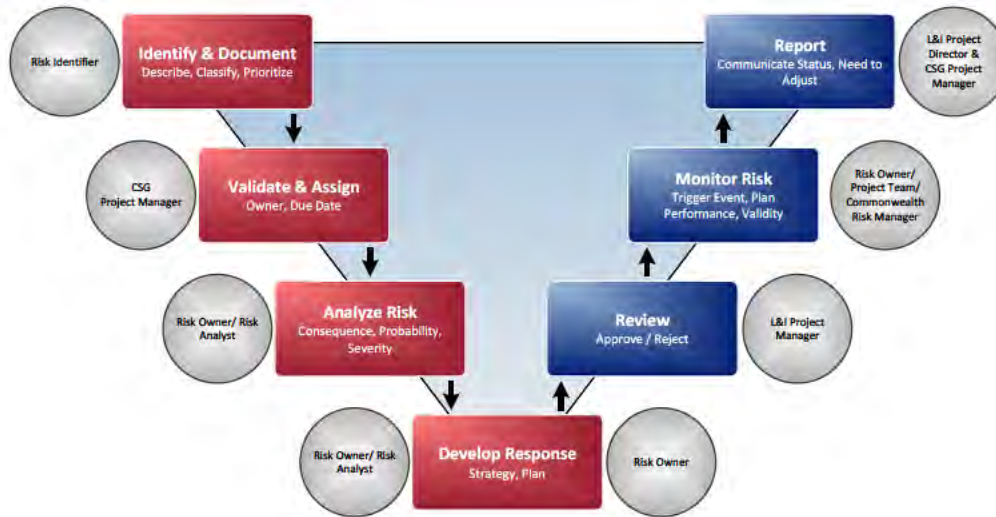 Risk Identifier
Identify & Document
Describe, Classify, Prioritize
Report
Communicate Status, Need to
Adjust
L&I Project
Director &
CSG Project
Manager
CSG
Project Manager
Validate & Assign
Owner, Due Date
Monitor Risk
Trigger Event, Plan
Performance, Validity
Risk Owner/
Project Team/
Commonwealth
Risk Manager
Risk Owner/ Risk
Analyst
Analyze Risk
Consequence, Probability,
Severity
Review
Approve / Reject
L&I Project
Manager
Risk Owner/ Risk
Analyst
Develop Response
Strategy, Plan
Risk Owner